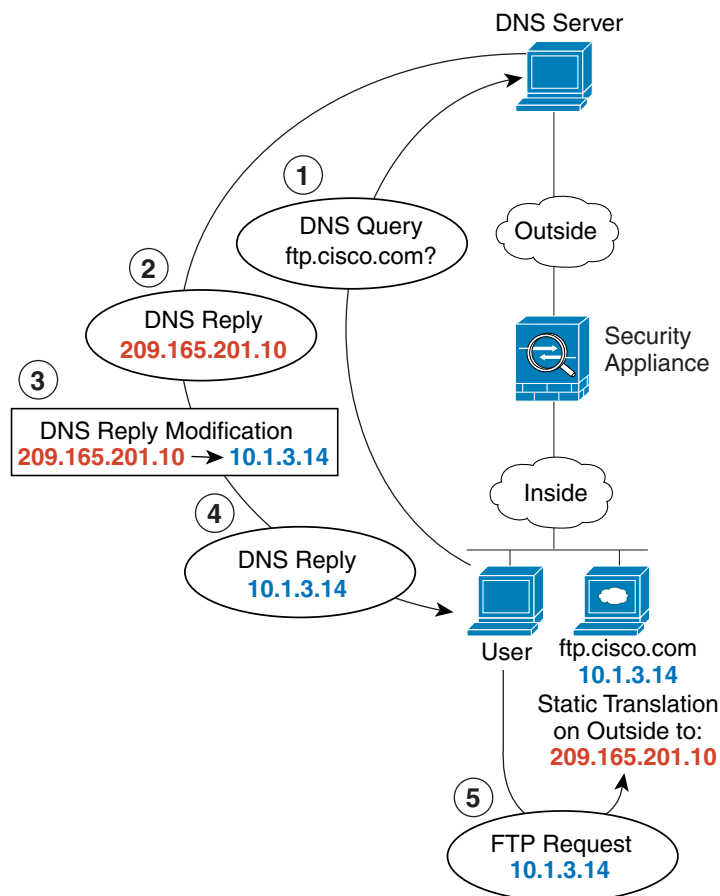 DNS Server
1
DNS Query
ftp.cisco.com?
Outside
2
DNS Reply
209.165.201.10
Security
Appliance
3
DNS Reply Modification
209.165.201.10 → 10.1.3.14
Inside
4
DNS Reply
10.1.3.14
User
ftp.cisco.com
10.1.3.14
Static Translation
on Outside to:
209.165.201.10
5
FTP Request
10.1.3.14